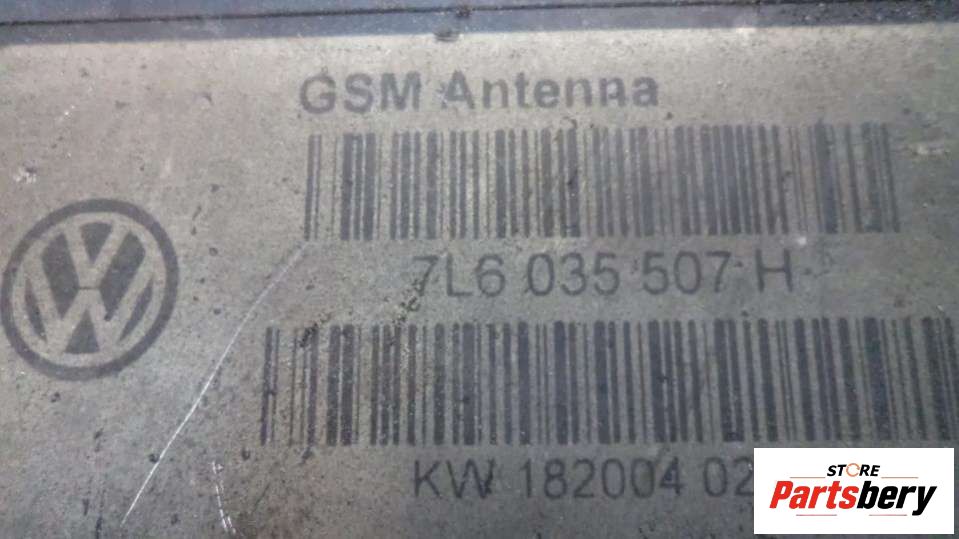 GSM Antenna
7L6 035 507 H
KW 182004 02
STORE
Partsbery